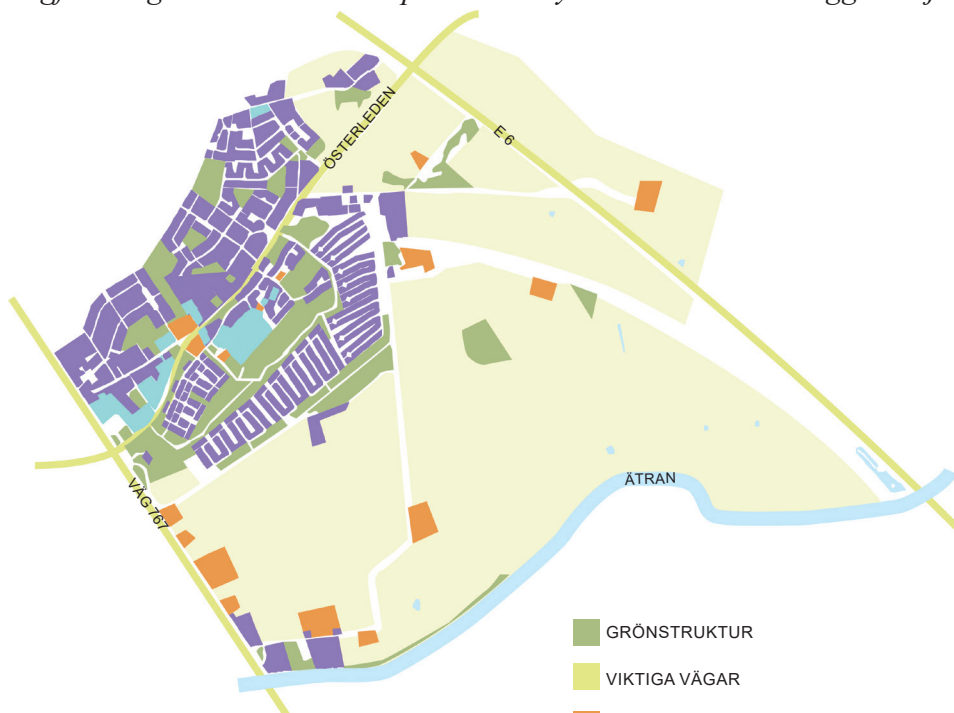 ÖSTERLEDEN
E 6
ÄTRAN
VÄG 767
GRÖNSTRUKTUR
VIKTIGA VÄGAR